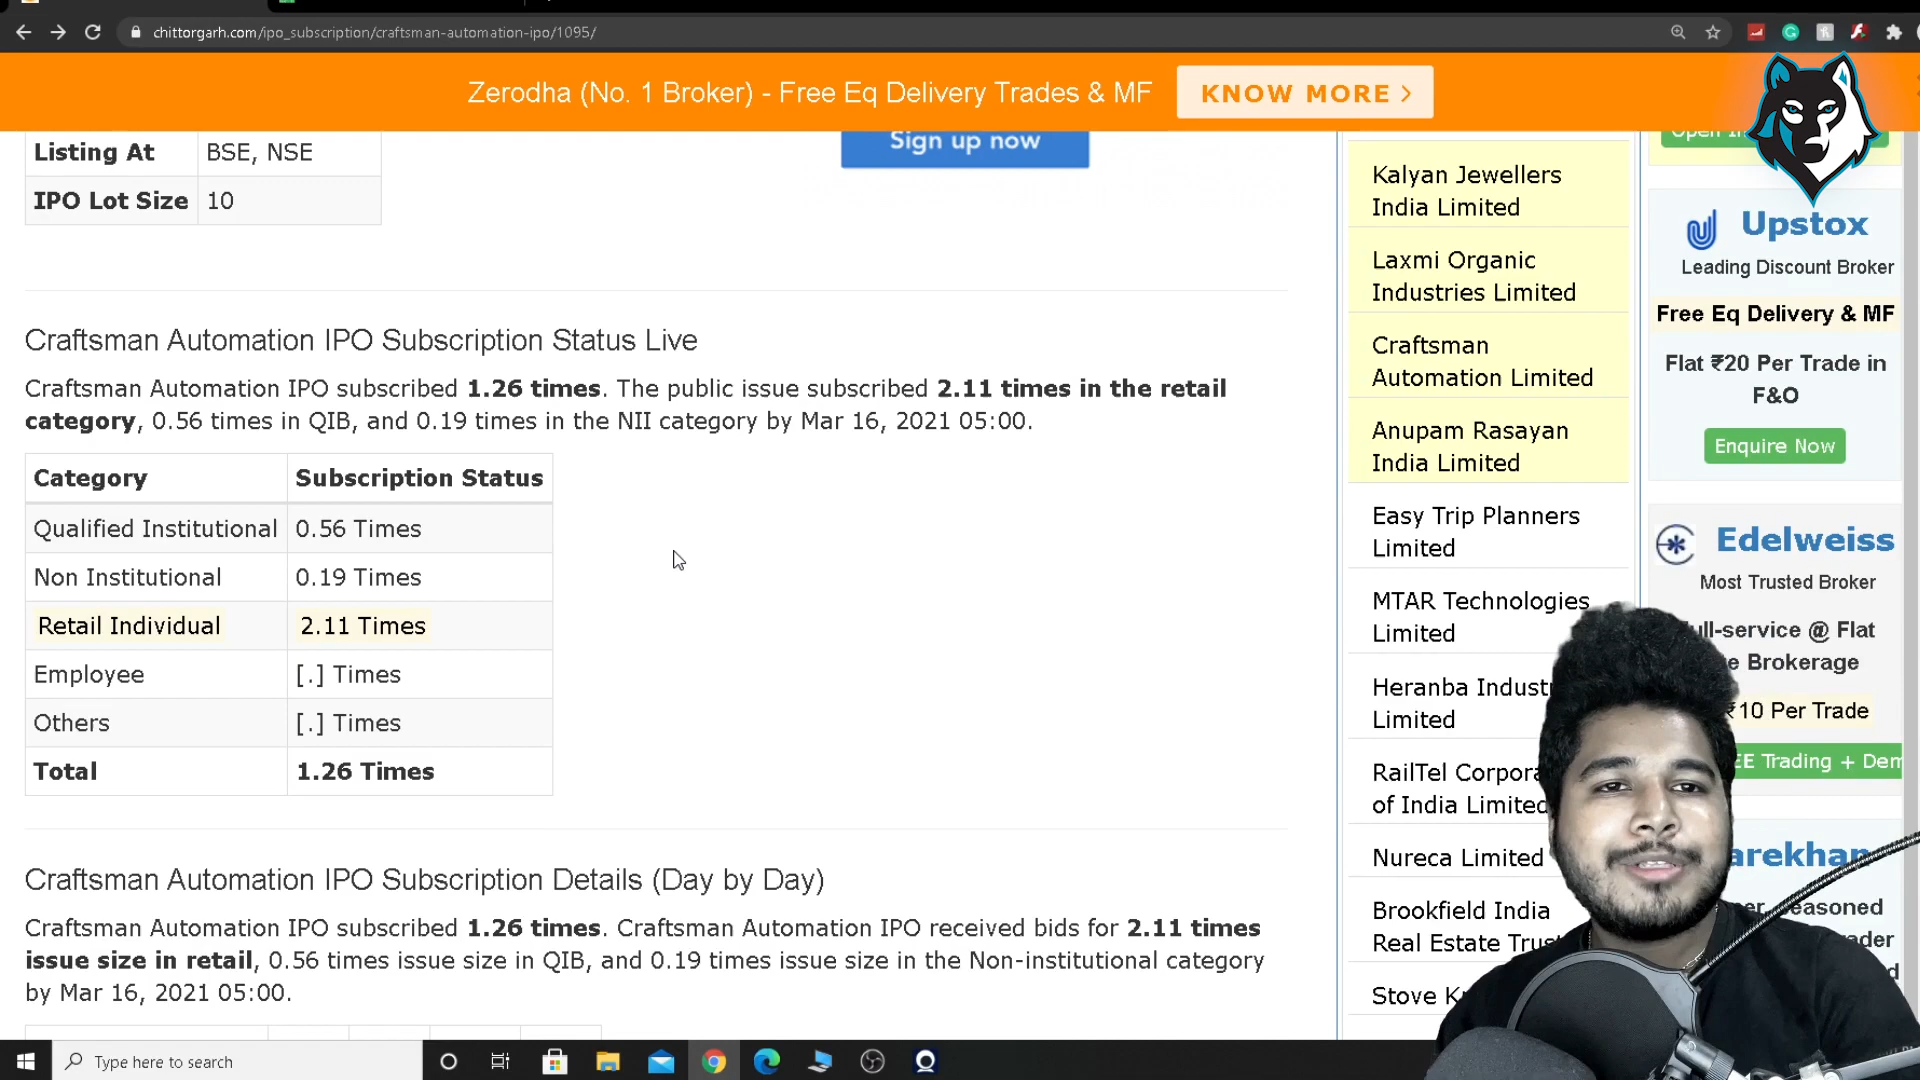 chittorgarh.com/ipo_subscription/craftsman-automation-ipo/1095/
Zerodha (No. 1 Broker) - Free Eq Delivery Trades & MF
KNOW MORE >
Listing At BSE, NSE
IPO Lot Size 10
Sign up now
Craftsman Automation IPO Subscription Status Live
Craftsman Automation IPO subscribed 1.26 times. The public issue subscribed 2.11 times in the retail
category, 0.56 times in QIB, and 0.19 times in the NII category by Mar 16, 2021 05:00.
Category Subscription Status
Qualified Institutional 0.56 Times
Non Institutional 0.19 Times
Retail Individual 2.11 Times
Employee [.] Times
Others [.] Times
Total 1.26 Times
Craftsman Automation IPO Subscription Details (Day by Day)
Craftsman Automation IPO subscribed 1.26 times. Craftsman Automation IPO received bids for 2.11 times
issue size in retail, 0.56 times issue size in QIB, and 0.19 times issue size in the Non-institutional category
by Mar 16, 2021 05:00.
Kalyan Jewellers
India Limited
Laxmi Organic
Industries Limited
Craftsman
Automation Limited
Anupam Rasayan
India Limited
Easy Trip Planners
Limited
MTAR Technologies
Limited
Heranba
Limited
RailTel
of India Limited
Nureca Limited
Brookfield India
Real Estate
Stove
Open
Upstox
Leading Discount Broker
Free Eq Delivery & MF
Flat ₹20 Per Trade in
F&O
Enquire Now
Edelweiss
Most Trusted Broker
@ Flat
Brokerage
₹10 Per Trade
Trading +
Type here to search